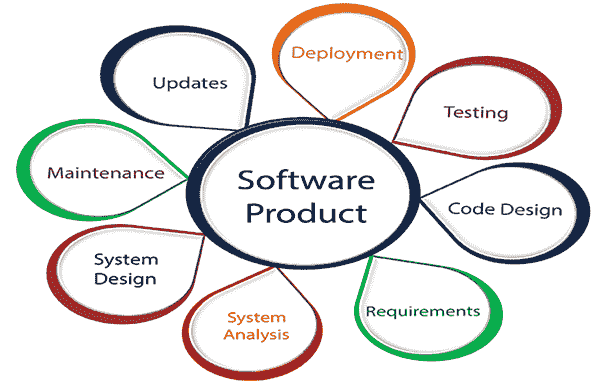 Deployment
Updates
Testing
Maintenance
Software
Product
Code Design
System
Design
System
Analysis
Requirements